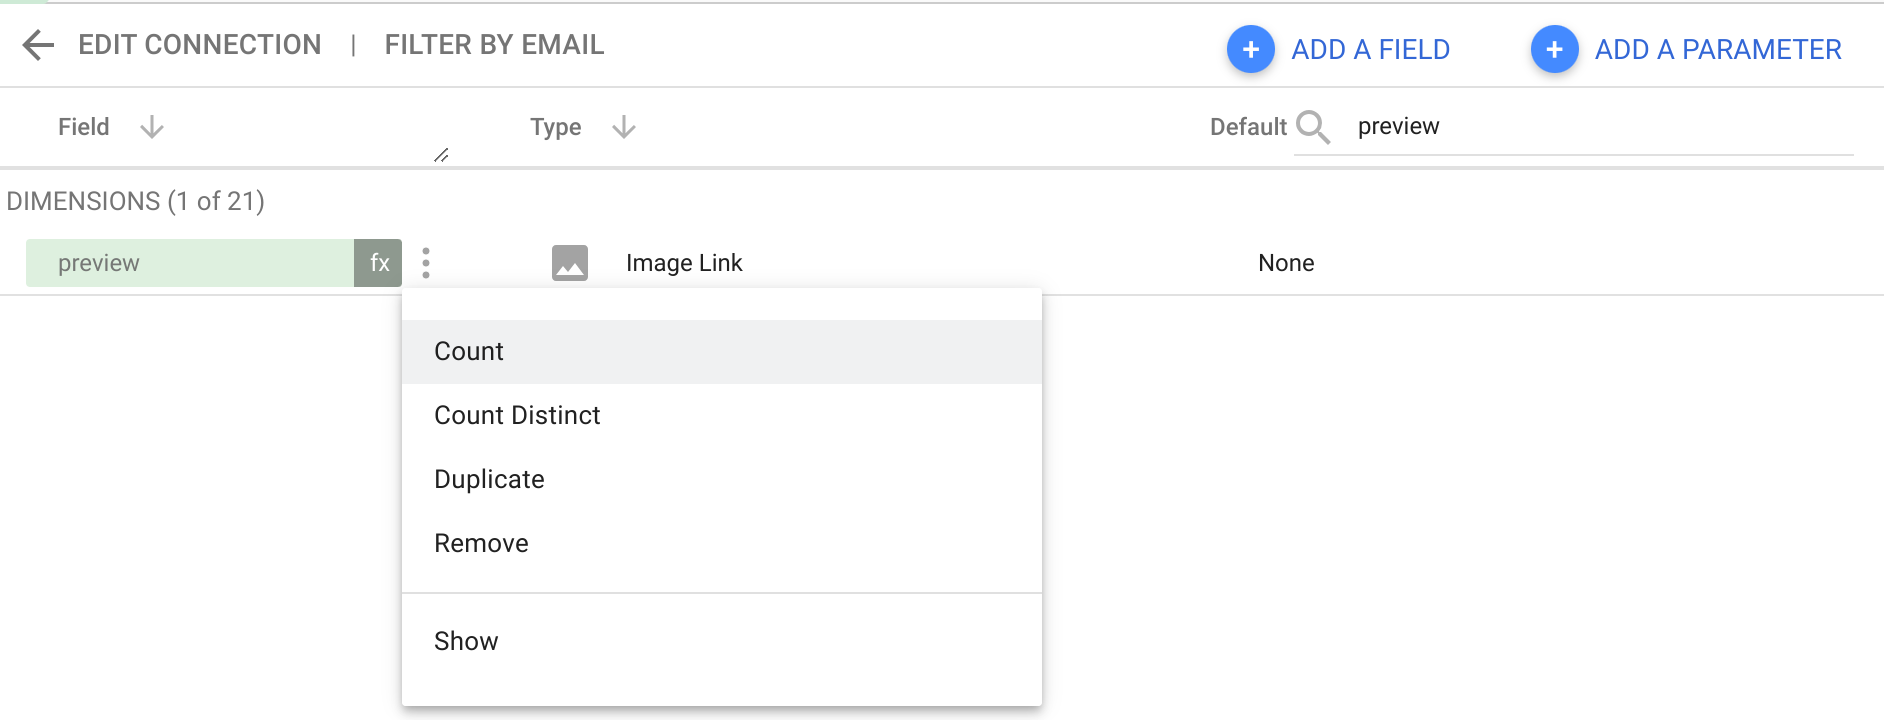 EDIT CONNECTION | FILTER BY EMAIL
+ ADD A FIELD
+ ADD A PARAMETER
Field
Type
Default
preview
DIMENSIONS (1 of 21)
preview
fx
Image Link
None
Count
Count Distinct
Duplicate
Remove
Show